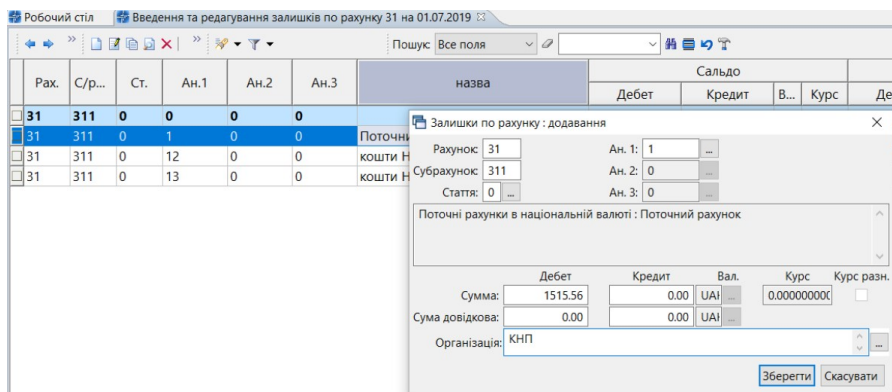 Робочий стіл Введення та редагування залишків по рахунку 31 на 01.07.2019
Пошук: Все поля
Рах. С/р... Ст. Ан.1 Ан.2 Ан.3 назва Сальдо
Дебет Кредит В... Курс Де
31 311 0 0 0 0
31 311 0 1 0 0 Поточни
31 311 0 12 0 0 кошти Н
31 311 0 13 0 0 кошти Н
Залишки по рахунку : додавання
Рахунок: 31 Ан. 1: 1 ...
Субрахунок: 311 Ан. 2: 0 ...
Стаття: 0 ... Ан. 3: 0 ...
Поточні рахунки в національній валюті : Поточний рахунок
Дебет Кредит Вал. Курс Курс разн.
Сумма: 1515.56 0.00 UAH ... 0.000000000
Сума довідкова: 0.00 0.00 UAH ...
Організація: КНП ...
Зберегти Скасувати